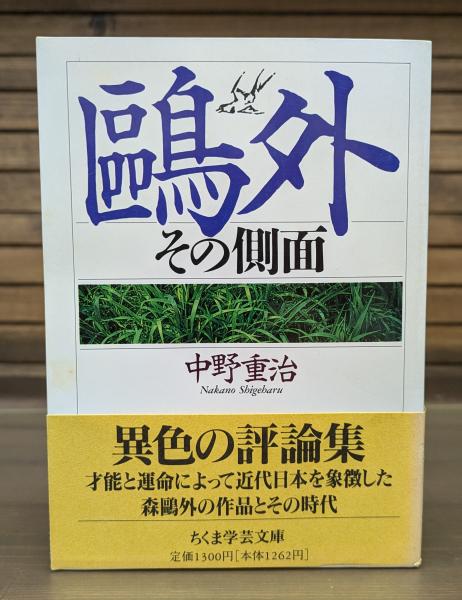 鷗外
その側面
中野重治
Nakano Shigeharu
異色の評論集
才能と運命によって近代日本を象徴した
森鷗外の作品とその時代
ちくま学芸文庫
定価1300円[本体1262円]